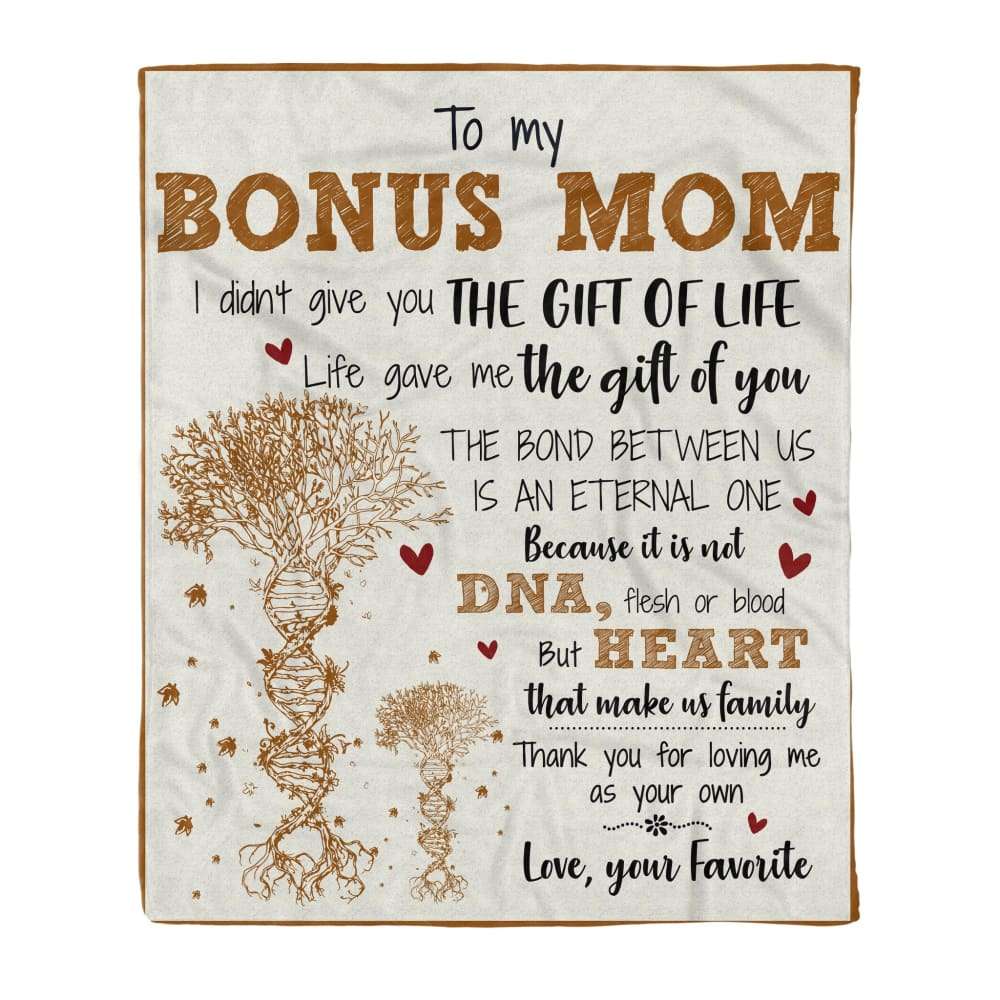 To my
BONUS MOM
I didn't give you THE GIFT OF LIFE
Life gave me the gift of you
THE BOND BETWEEN US
IS AN ETERNAL ONE
Because it is not
DNA, flesh or blood
But HEART
that make us family
Thank you for loving me
as your own
Love, your Favorite